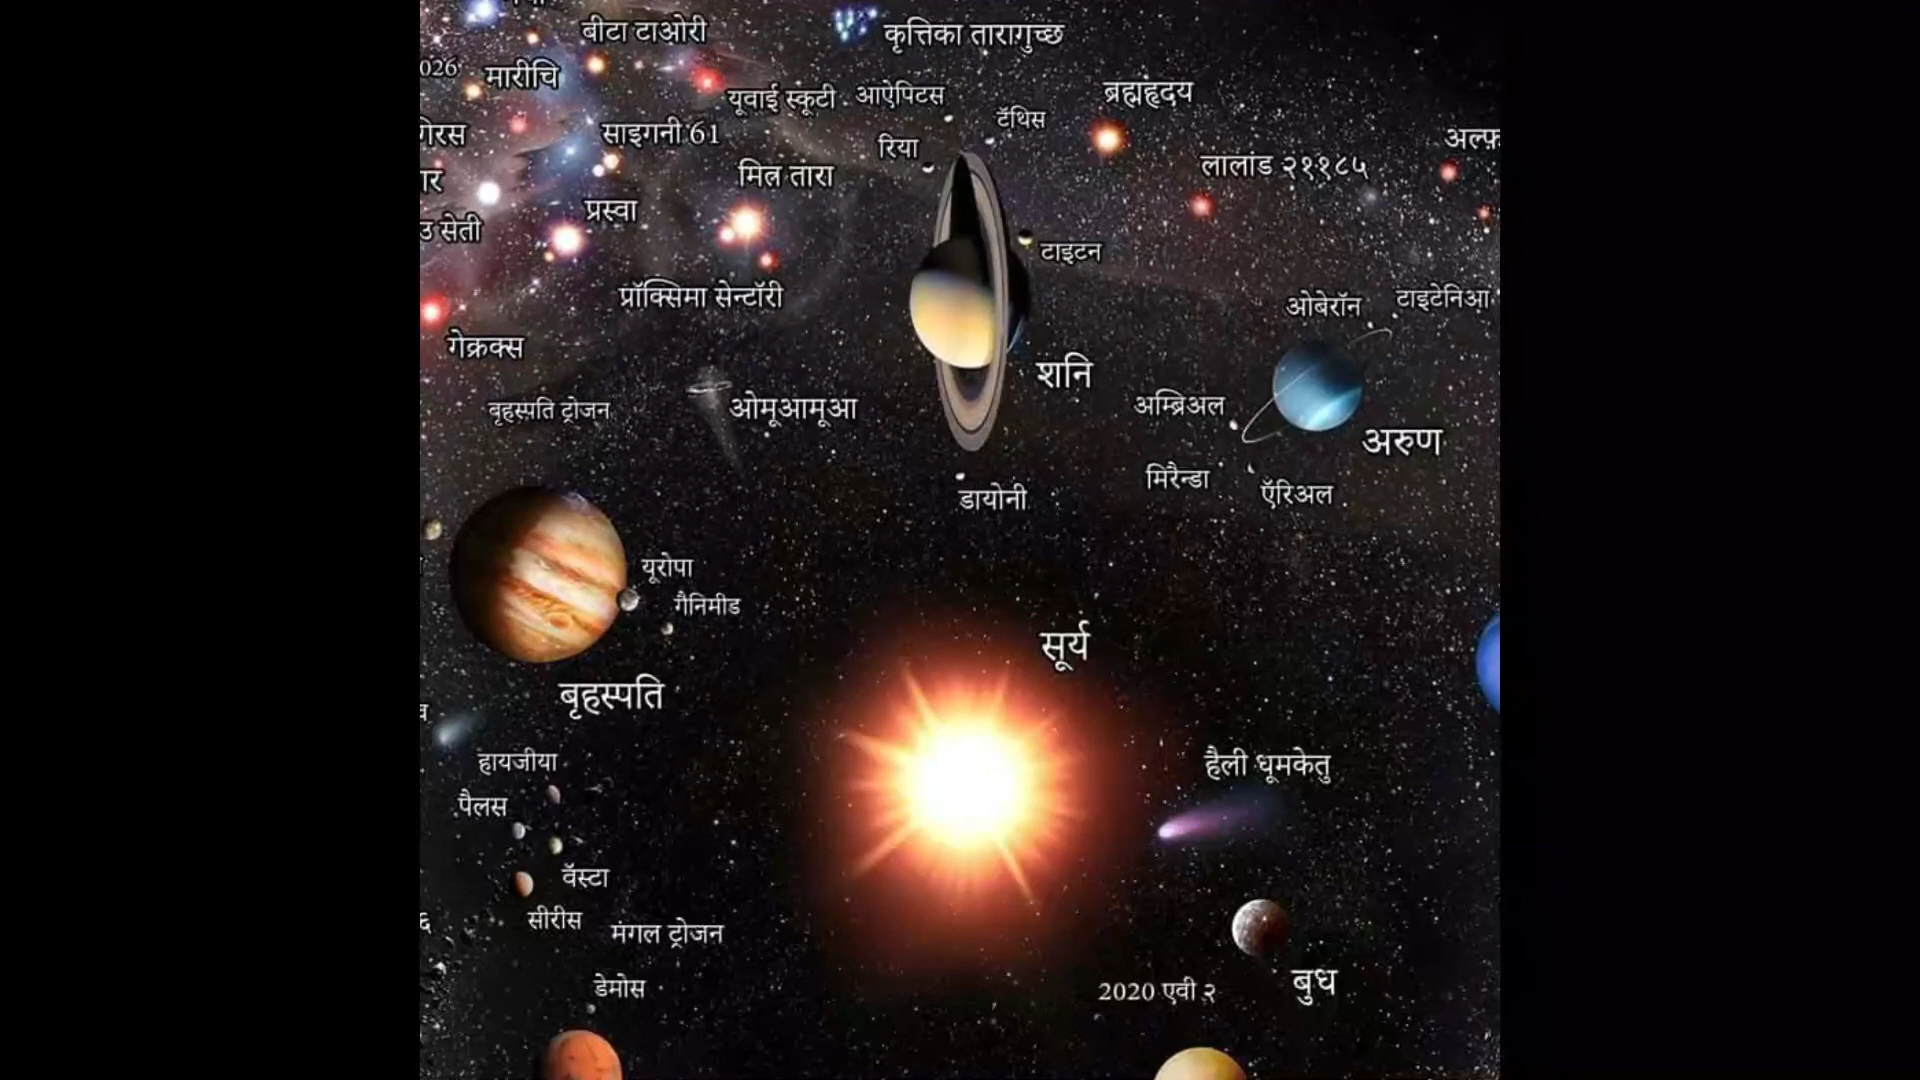 बीटा टाओरी
कृत्तिका तारागुच्छ
026
मारीचि
यूवाई स्कूटी
आऐपिटस
ब्रह्महृदय
टॅथिस
साइगनी 61
रिया
लालांड २११८५
मित्र तारा
प्रस्वा
सेती
टाइटन
प्रॉक्सिमा सेन्टॉरी
ओबेरॉन
टाइटेनिआ
गेक्रक्स
शनि
बृहस्पति ट्रोजन
ओमूआमूआ
अम्ब्रिअल
अरुण
मिरैन्डा
ऍरिअल
डायोनी
यूरोपा
गैनिमीड
सूर्य
बृहस्पति
हायजीया
हैली धूमकेतु
पैलस
वॅस्टा
सीरीस
मंगल ट्रोजन
डेमोस
2020 एवी २
बुध